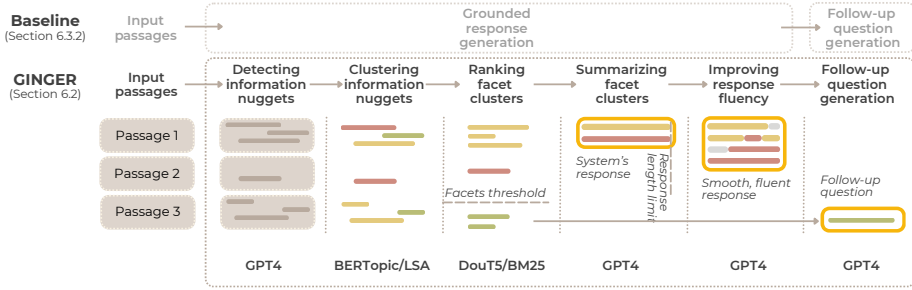 Baseline
(Section 6.3.2)
Input
passages
Grounded
response
generation
Follow-up
question
generation
GINGER
(Section 6.2)
Input
passages
Detecting
information
nuggets
Clustering
information
nuggets
Ranking
facet
clusters
Summarizing
facet
clusters
Improving
response
fluency
Follow-up
question
generation
Passage 1
Passage 2
Passage 3
Facets threshold
System's
response
Response
length limit
Smooth, fluent
response
Follow-up
question
GPT4
BERTopic/LSA
DouT5/BM25
GPT4
GPT4
GPT4